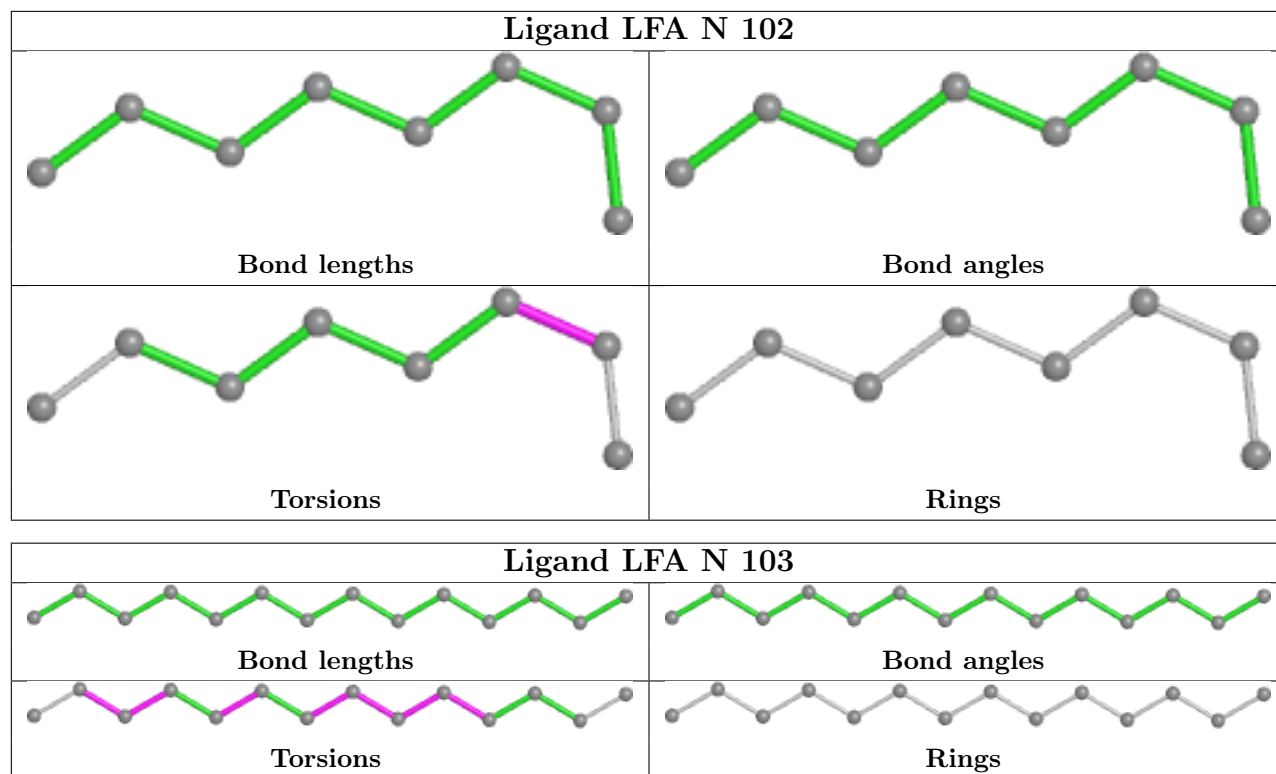 Ligand LFA N 102
Bond lengths
Bond angles
Torsions
Rings
Ligand LFA N 103
Bond lengths
Bond angles
Torsions
Rings